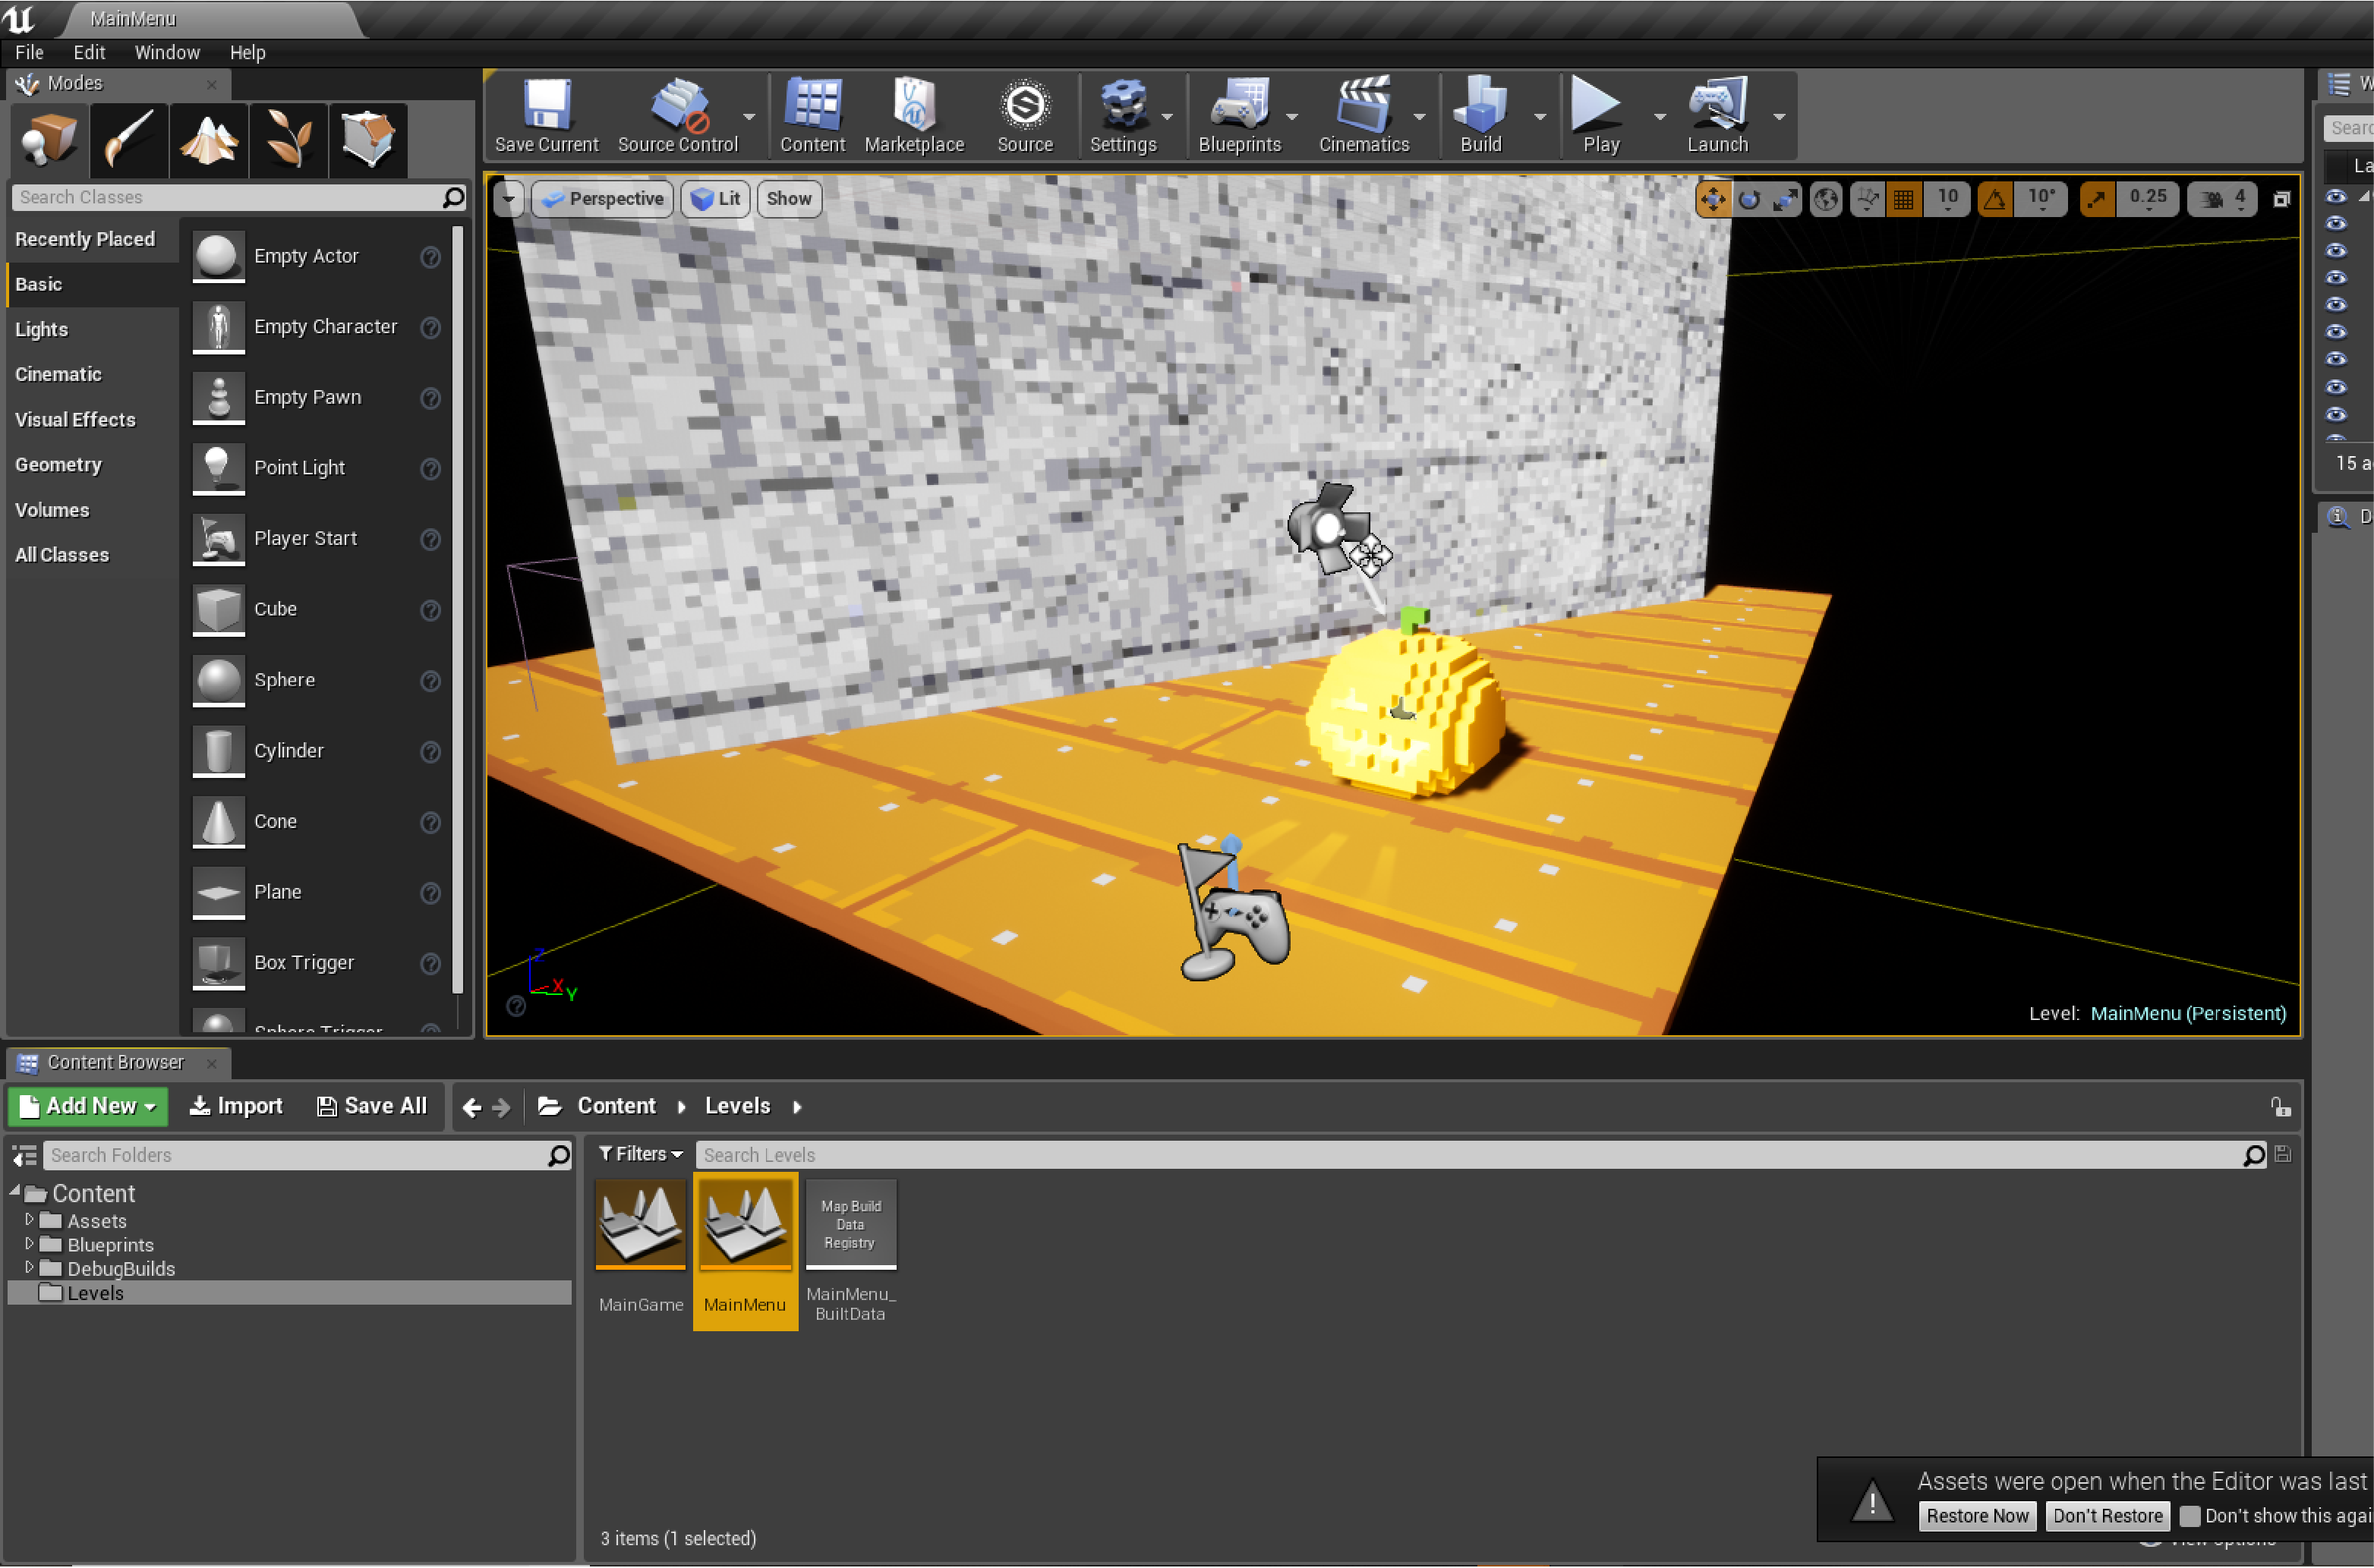 MainMenu
File Edit Window Help
Modes
Save Current Source Control Content Marketplace Source Settings Blueprints Cinematics Build Play Launch
Search Classes
Recently Placed
Basic
Lights
Cinematic
Visual Effects
Geometry
Volumes
All Classes
Empty Actor
Empty Character
Empty Pawn
Point Light
Player Start
Cube
Sphere
Cylinder
Cone
Plane
Box Trigger
Sphere Trigger
Perspective Lit Show
10 10° 0.25 4
Z
X
Y
Level: MainMenu (Persistent)
W
Searc
La
15 a
D
Content Browser
Add New Import Save All Content Levels
Search Folders
Content
Assets
Blueprints
DebugBuilds
Levels
Filters Search Levels
Map Build
Data
Registry
MainGame MainMenu MainMenu_
BuiltData
3 items (1 selected)
Assets were open when the Editor was last
Restore Now Don't Restore Don't show this agai
View Options